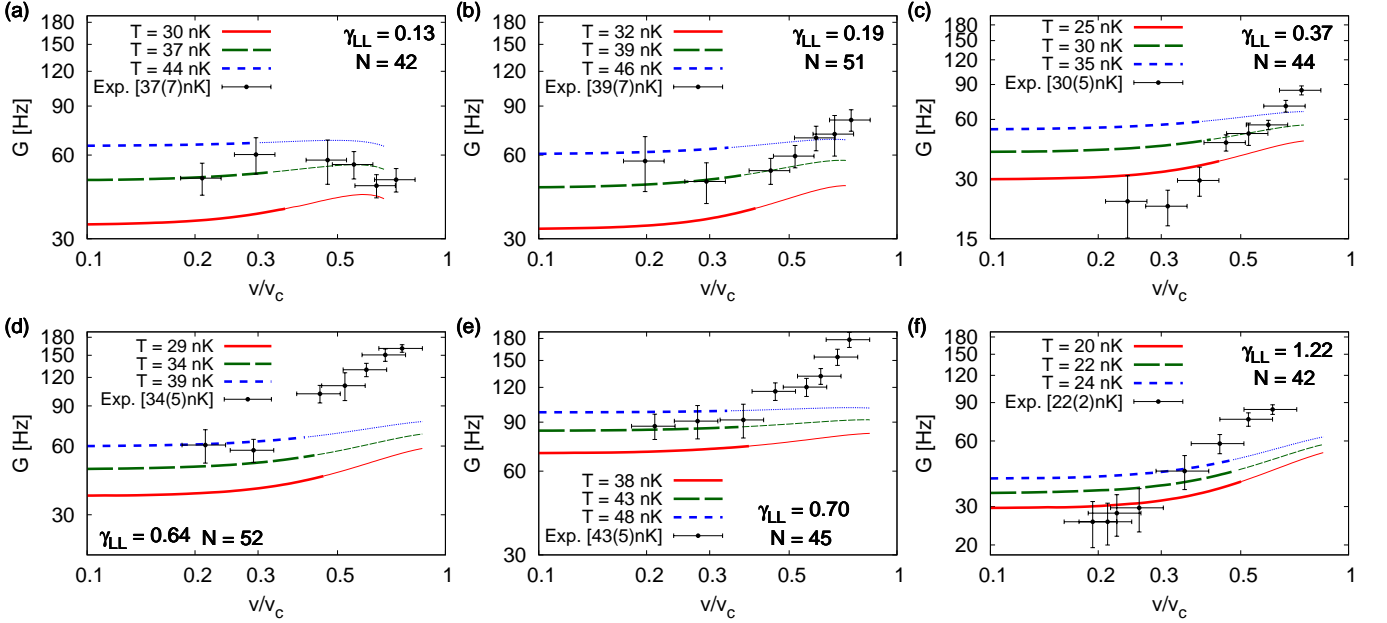 (a)
T = 30 nK
T = 37 nK
T = 44 nK
Exp. [37(7)nK]
γLL = 0.13
N = 42
G [Hz]
180
150
120
90
60
30
0.1
0.2
0.3
0.5
1
v/vc
(b)
T = 32 nK
T = 39 nK
T = 46 nK
Exp. [39(7)nK]
γLL = 0.19
N = 51
G [Hz]
180
150
120
90
60
30
0.1
0.2
0.3
0.5
1
v/vc
(c)
T = 25 nK
T = 30 nK
T = 35 nK
Exp. [30(5)nK]
γLL = 0.37
N = 44
G [Hz]
180
150
120
90
60
30
15
0.1
0.2
0.3
0.5
1
v/vc
(d)
T = 29 nK
T = 34 nK
T = 39 nK
Exp. [34(5)nK]
γLL = 0.64 N = 52
G [Hz]
180
150
120
90
60
30
0.1
0.2
0.3
0.5
1
v/vc
(e)
T = 38 nK
T = 43 nK
T = 48 nK
Exp. [43(5)nK]
γLL = 0.70
N = 45
G [Hz]
180
150
120
90
60
30
0.1
0.2
0.3
0.5
1
v/vc
(f)
T = 20 nK
T = 22 nK
T = 24 nK
Exp. [22(2)nK]
γLL = 1.22
N = 42
G [Hz]
180
150
120
90
60
30
20
0.1
0.2
0.3
0.5
1
v/vc